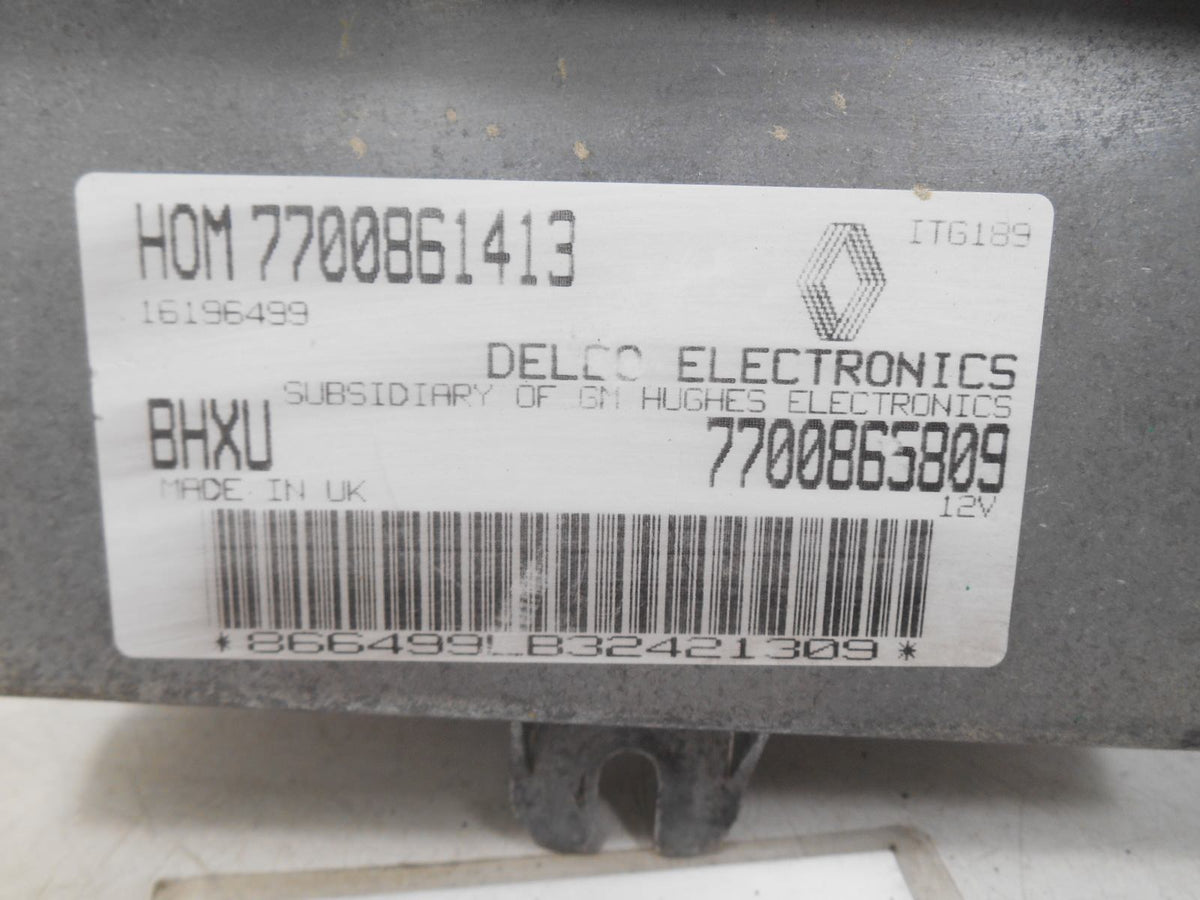 HOM 7700861413
ITG189
16196499
DELCO ELECTRONICS
SUBSIDIARY OF GM HUGHES ELECTRONICS
BHXU
7700865809
MADE IN UK
12V
*866499LB32421309*